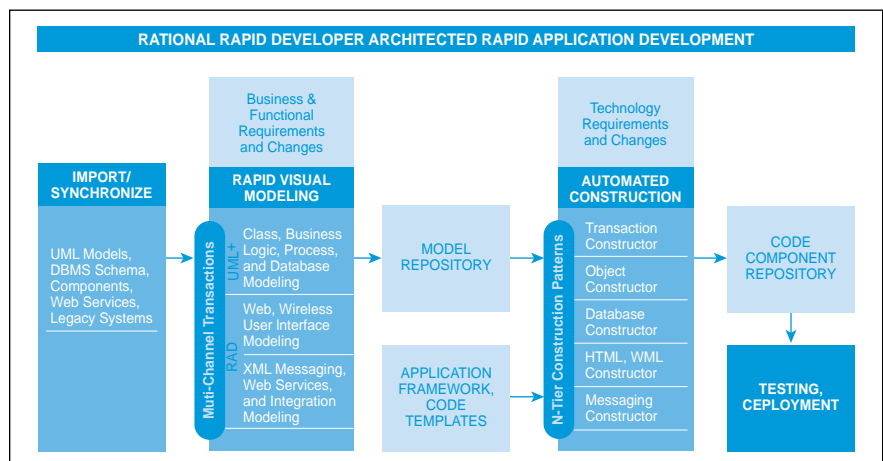 RATIONAL RAPID DEVELOPER ARCHITECTED RAPID APPLICATION DEVELOPMENT
Business &
Functional
Requirements
and Changes
Technology
Requirements
and Changes
IMPORT/
SYNCHRONIZE
UML Models,
DBMS Schema,
Components,
Web Services,
Legacy Systems
RAPID VISUAL
MODELING
Muti-Channel Transactions
UML+
Class, Business
Logic, Process,
and Database
Modeling
RAD
Web, Wireless
User Interface
Modeling
XML Messaging,
Web Services,
and Integration
Modeling
MODEL
REPOSITORY
APPLICATION
FRAMEWORK,
CODE
TEMPLATES
AUTOMATED
CONSTRUCTION
N-Tier Construction Patterns
Transaction
Constructor
Object
Constructor
Database
Constructor
HTML, WML
Constructor
Messaging
Constructor
CODE
COMPONENT
REPOSITORY
TESTING,
CEPLOYMENT